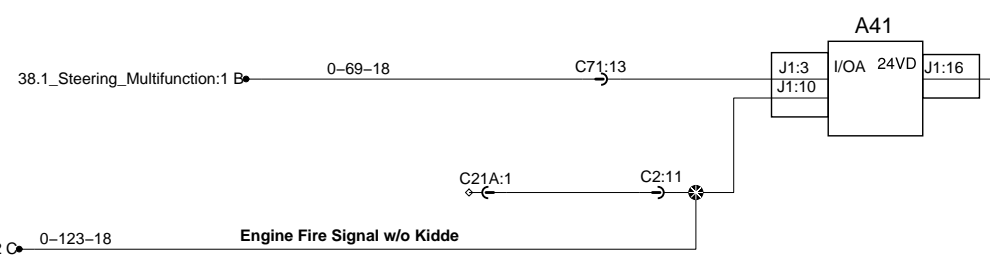 A41
38.1_Steering_Multifunction:1 B
0−69−18
C71:13
J1:3
I/OA
24VD
J1:16
J1:10
C21A:1
C2:11
C
0−123−18
Engine Fire Signal w/o Kidde